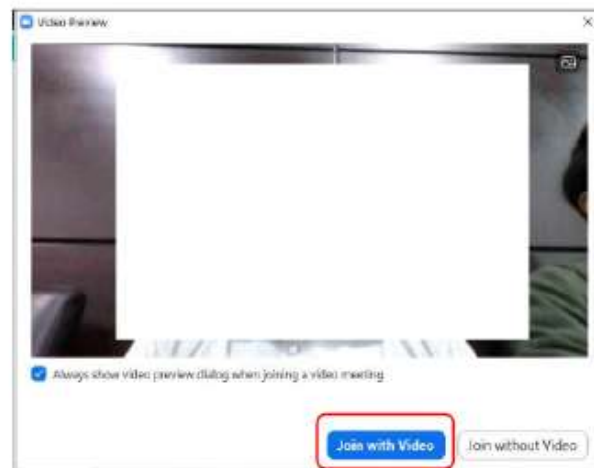 Video Preview
Always show video preview dialog when joining a video meeting
Join with Video
Join without Video